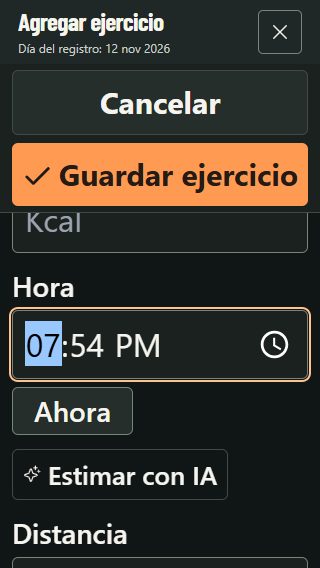 Agregar ejercicio
Día del registro: 12 nov 2026
Cancelar
Guardar ejercicio
Kcal
Hora
07:54 PM
Ahora
Estimar con IA
Distancia